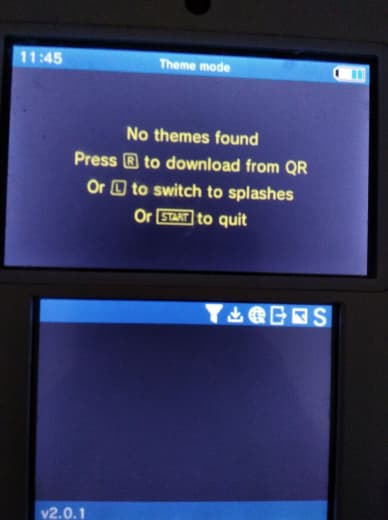 11:45
Theme mode
No themes found
Press R to download from QR
Or L to switch to splashes
Or START to quit
S
v2.0.1